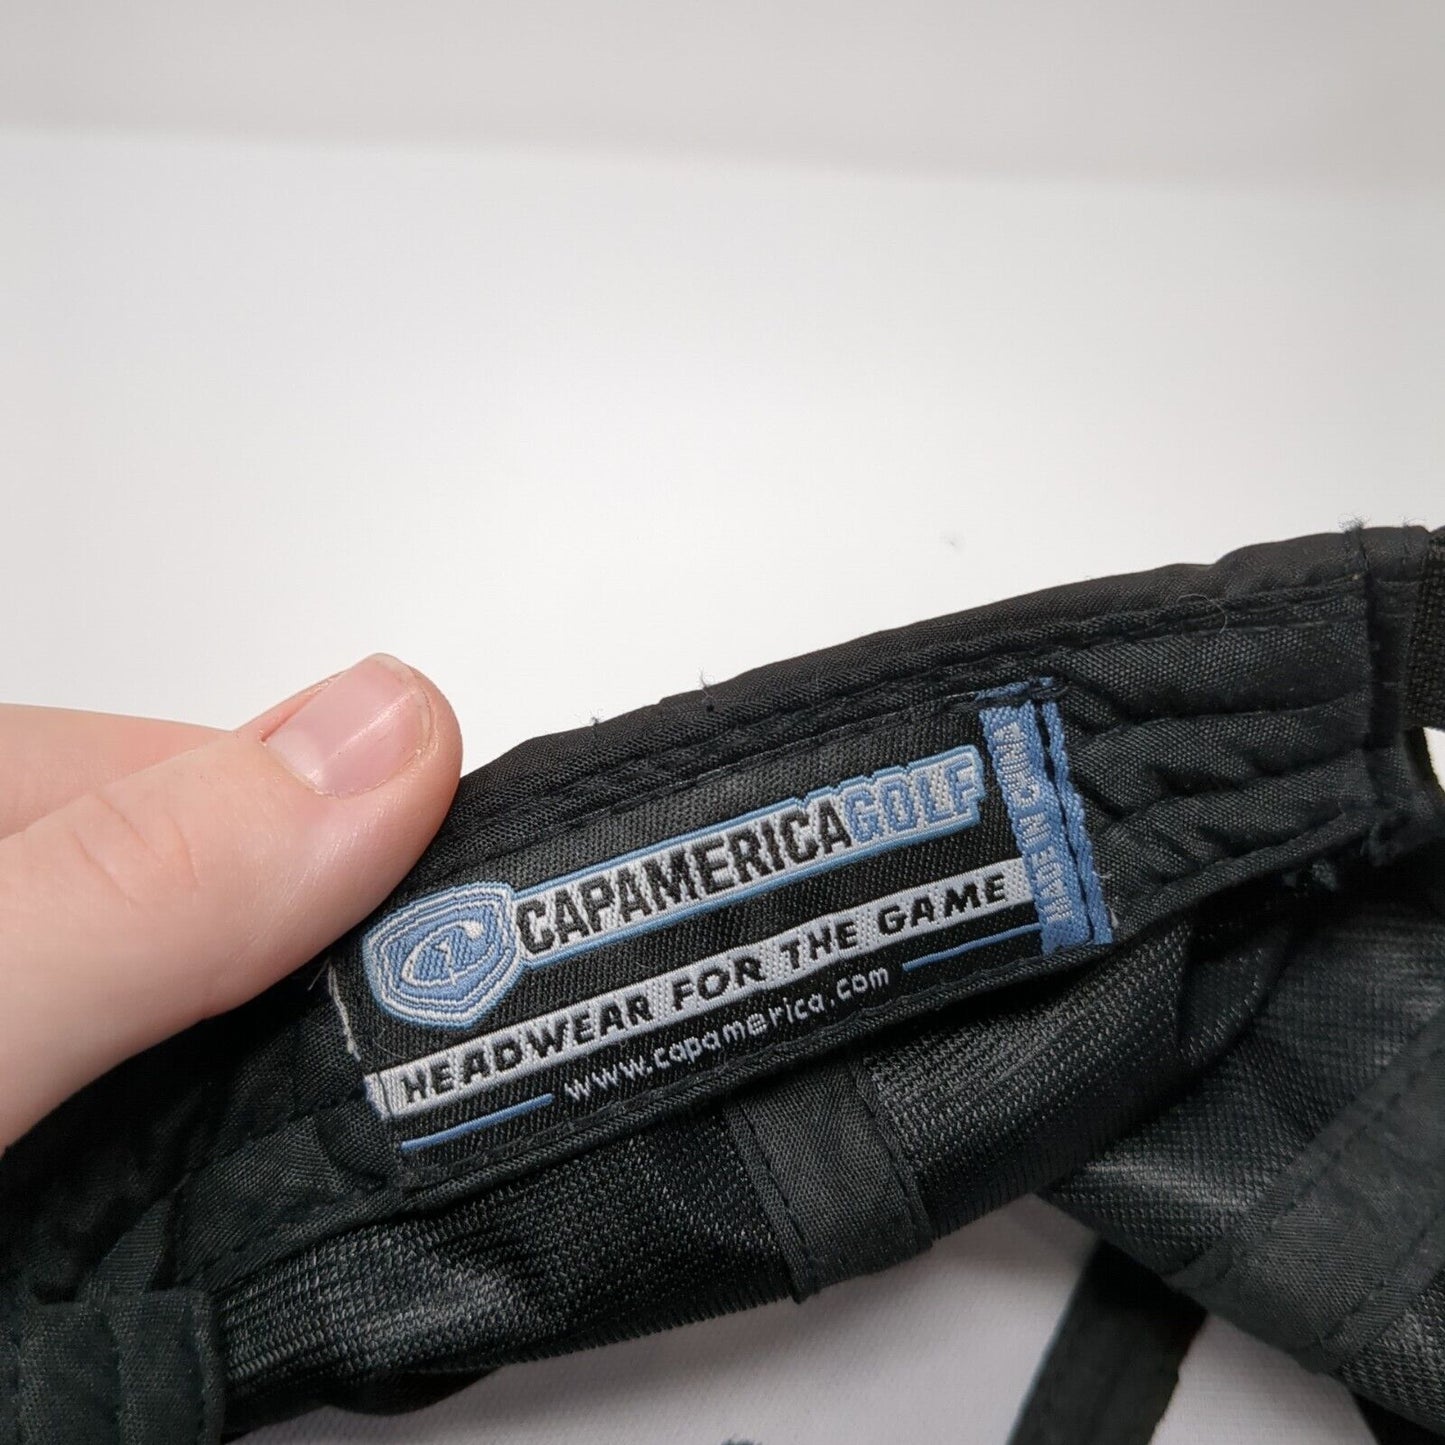 CAPAMERICAGOLF
HEADWEAR FOR THE GAME
www.capamerica.com
MADE IN CHINA